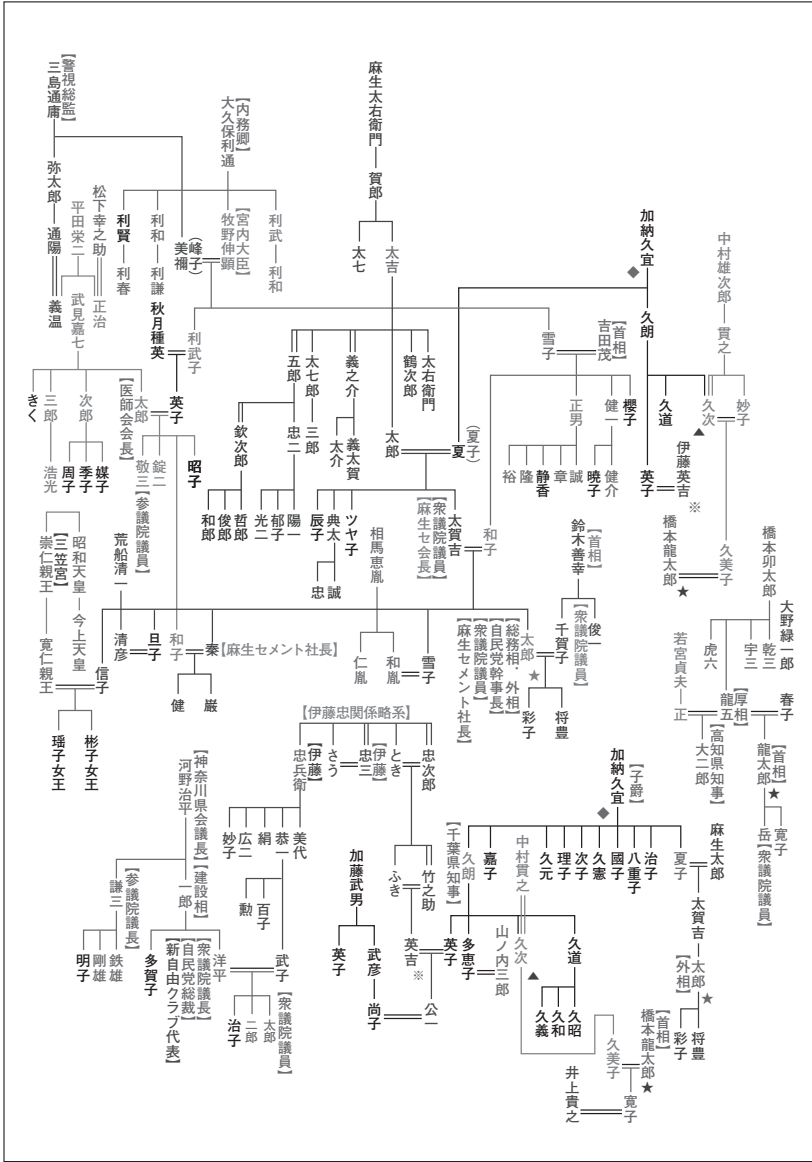 中村雄次郎
貫之
妙子
久次
▲
久美子
橋本龍太郎
★
加納久宜
◆
久朗
久道
伊藤英吉
※
英子
橋本卯太郎
大野緑一郎
乾三
宇三
虎六
【厚相】
龍五
春子
若宮貞夫
正
【高知県知事】
大二郎
【首相】
龍太郎
★
寛子
岳
【衆議院議員】
麻生太右衛門
賀郎
太吉
太七
太右衛門
鶴次郎
義之介
義太賀
太介
太七郎
三郎
五郎
忠二
陽一
郁子
光二
欽次郎
哲郎
俊郎
和郎
太郎
夏
(夏子)
【衆議院議員】
【麻生セ会長】
太賀吉
ツヤ子
典太
誠
忠
辰子
【内務卿】
大久保利通
利武
利和
【宮内大臣】
牧野伸顕
(峰子)
美禰
利和
利謙
利賢
利春
雪子
【首相】
吉田茂
櫻子
健一
健介
暁子
正男
誠
章
静香
隆
裕
和子
利武子
秋月種英
英子
【警視総監】
三島通庸
弥太郎
通陽
義温
松下幸之助
正治
平田栄二
武見嘉七
【医師会会長】
太郎
次郎
三郎
きく
媒子
季子
周子
浩光
昭子
錠二
敬三
【参議院議員】
和子
鈴木善幸
【首相】
俊一
【衆議院議員】
千賀子
太郎
★
【総務相・外相】
【自民党幹事長】
【衆議院議員】
【麻生セメント社長】
将豊
彩子
相馬恵胤
雪子
和胤
仁胤
泰
【麻生セメント社長】
巌
健
荒船清一
清彦
旦子
昭和天皇
今上天皇
【三笠宮】
崇仁親王
寛仁親王
信子
彬子女王
瑶子女王
【伊藤忠関係略系】
忠次郎
とき
【伊藤】
忠三
さう
【伊藤】
忠兵衛
竹之助
ふき
英吉
※
公一
美代
恭一
絹
広二
妙子
武子
百子
勲
加藤武男
武彦
英子
尚子
【神奈川県会議長】
河野治平
【建設相】
一郎
【参議院議長】
謙三
鉄雄
剛雄
明子
洋平
【衆議院議長】
【自民党総裁】
【新自由クラブ代表】
多賀子
【衆議院議員】
太郎
二郎
治子
【子爵】
加納久宜
◆
夏子
麻生太郎
太賀吉
【外相】
太郎
★
将豊
彩子
治子
八重子
國子
久憲
次子
理子
久元
嘉子
【千葉県知事】
久朗
中村貫之
久次
▲
久道
久昭
久和
久義
山ノ内三郎
多恵子
英子
久美子
【首相】
橋本龍太郎
★
寛子
井上貴之